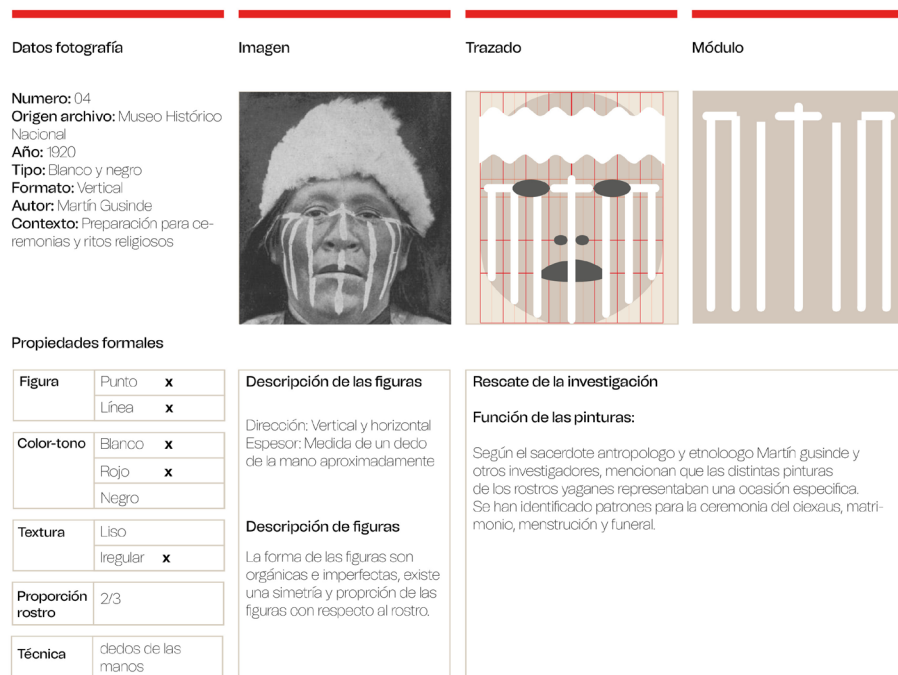 Datos fotografía
Imagen
Trazado
Módulo
Numero: 04
Origen archivo: Museo Histórico
Nacional
Año: 1920
Tipo: Blanco y negro
Formato: Vertical
Autor: Martín Gusinde
Contexto: Preparación para ce-
remonias y ritos religiosos
Propiedades formales
Figura
Punto x
Línea x
Color-tono
Blanco x
Rojo x
Negro
Textura
Liso
Iregular x
Proporción
rostro
2/3
Técnica
dedos de las
manos
Descripción de las figuras
Dirección: Vertical y horizontal
Espesor: Medida de un dedo
de la mano aproximadamente
Descripción de figuras
La forma de las figuras son
orgánicas e imperfectas, existe
una simetría y proprción de las
figuras con respecto al rostro.
Rescate de la investigación
Función de las pinturas:
Según el sacerdote antropologo y etnoloogo Martín gusinde y
otros investigadores, mencionan que las distintas pinturas
de los rostros yaganes representaban una ocasión especifica.
Se han identificado patrones para la ceremonia del ciexaus, matri-
monio, menstrución y funeral.